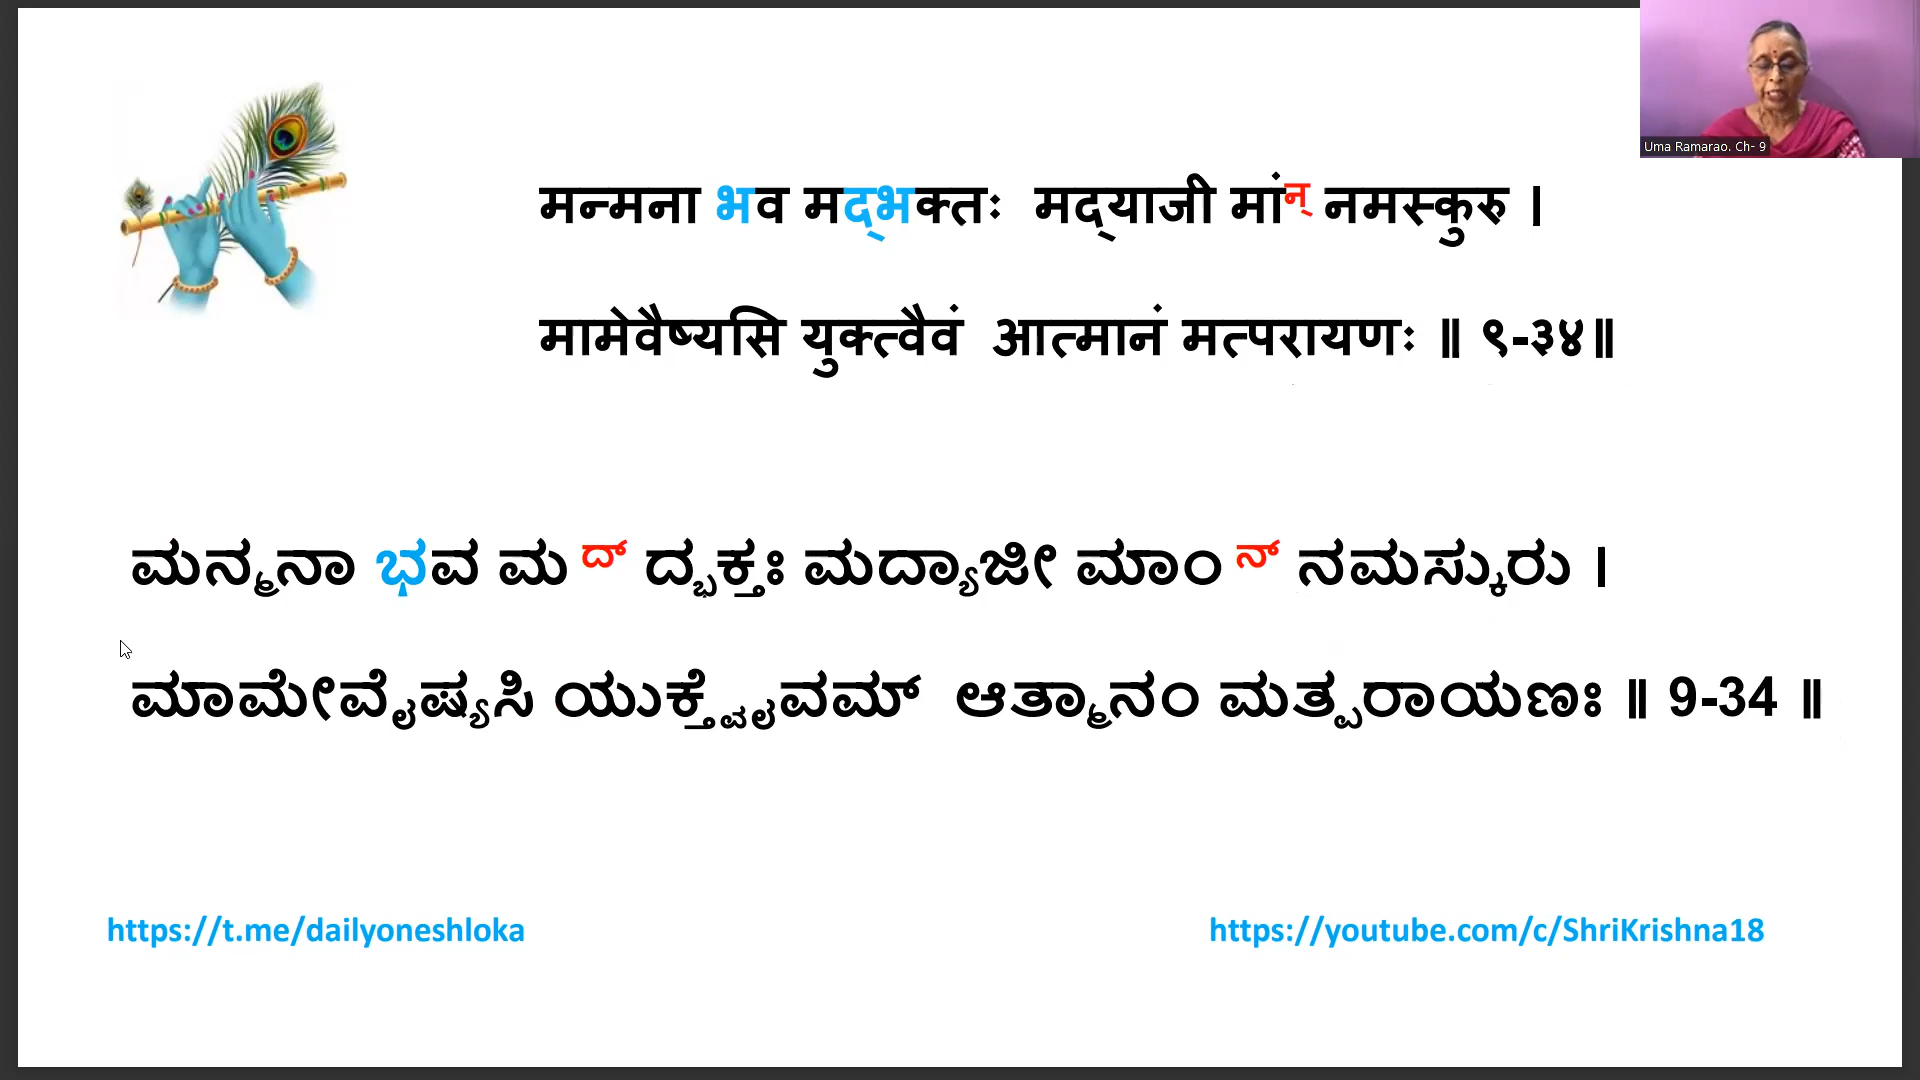 Uma Ramarao. Ch- 9
मन्मना भव मद्‌भक्तः मद्‌याजी मांन् नमस्कुरु ।
मामेवैष्यसि युक्त्वैवं आत्मानं मत्परायणः ॥ ९-३४॥
ಮನ್ಮನಾ ಭವ ಮ ದ್ ದ್ಭಕ್ತಃ ಮದ್ಯಾಜೀ ಮಾಂ ನ್ ನಮಸ್ಕುರು ।
ಮಾಮೇವೈಷ್ಯಸಿ ಯುಕ್ತ್ವೈವಮ್ ಆತ್ಮಾನಂ ಮತ್ಪರಾಯಣಃ ॥ 9-34 ॥
https://t.me/dailyoneshloka
https://youtube.com/c/ShriKrishna18